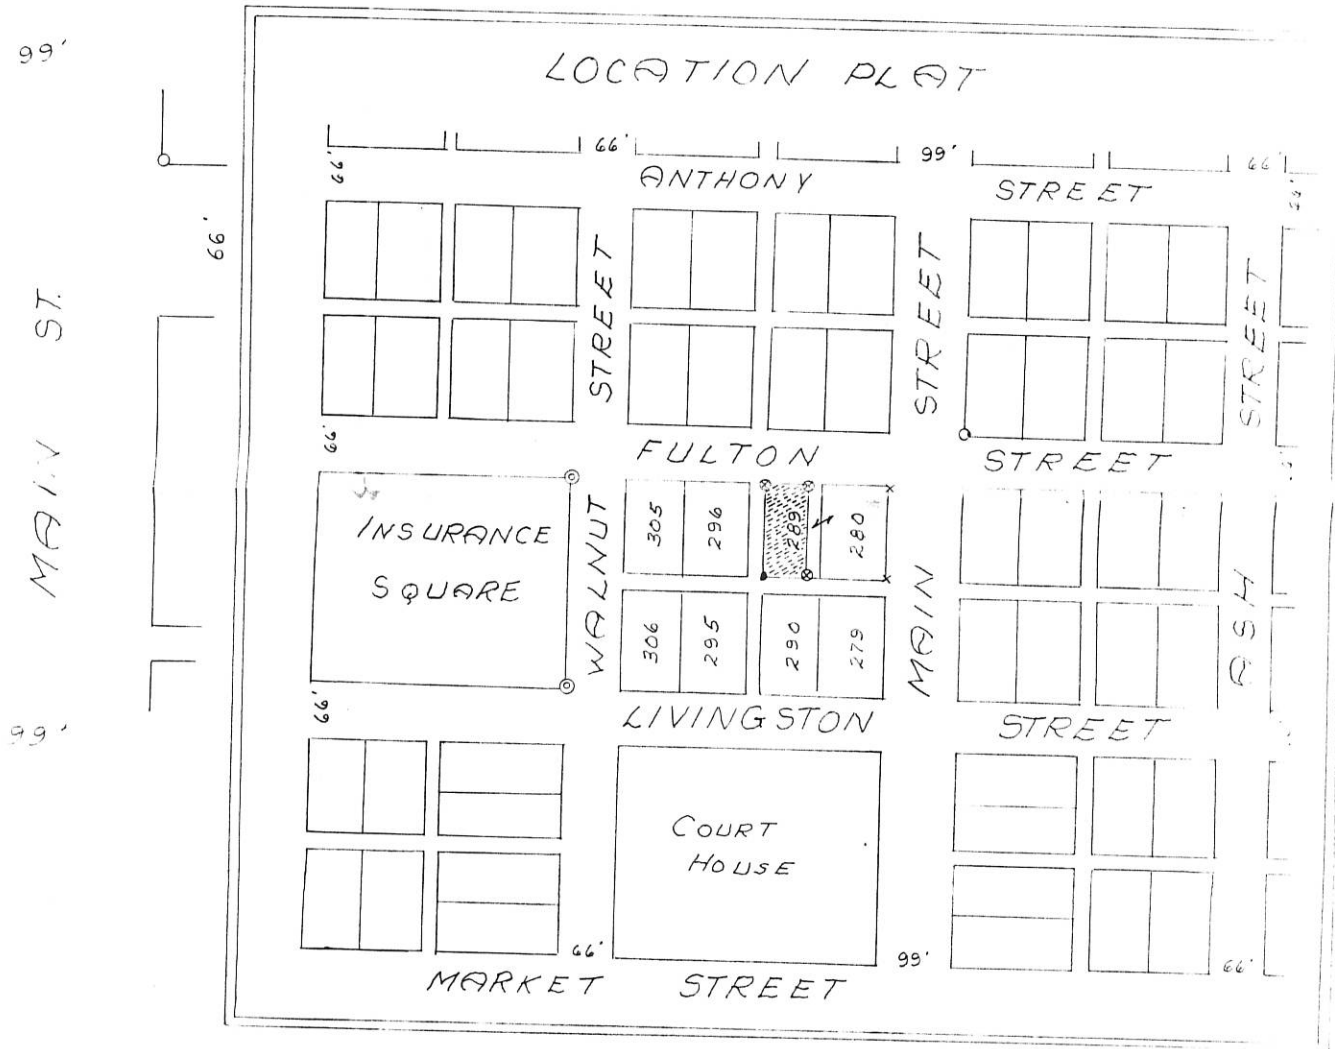 99'
LOCATION PLAT
66' 66' 99' 66'
ANTHONY STREET
66'
MAIN ST.
STREET
STREET
STREET
66'
FULTON STREET
INSURANCE
SQUARE
WALNUT
305 296 289 280
306 295 290 279
MAIN
ASH
66'
LIVINGSTON STREET
99'
COURT
HOUSE
66' 99' 66'
MARKET STREET